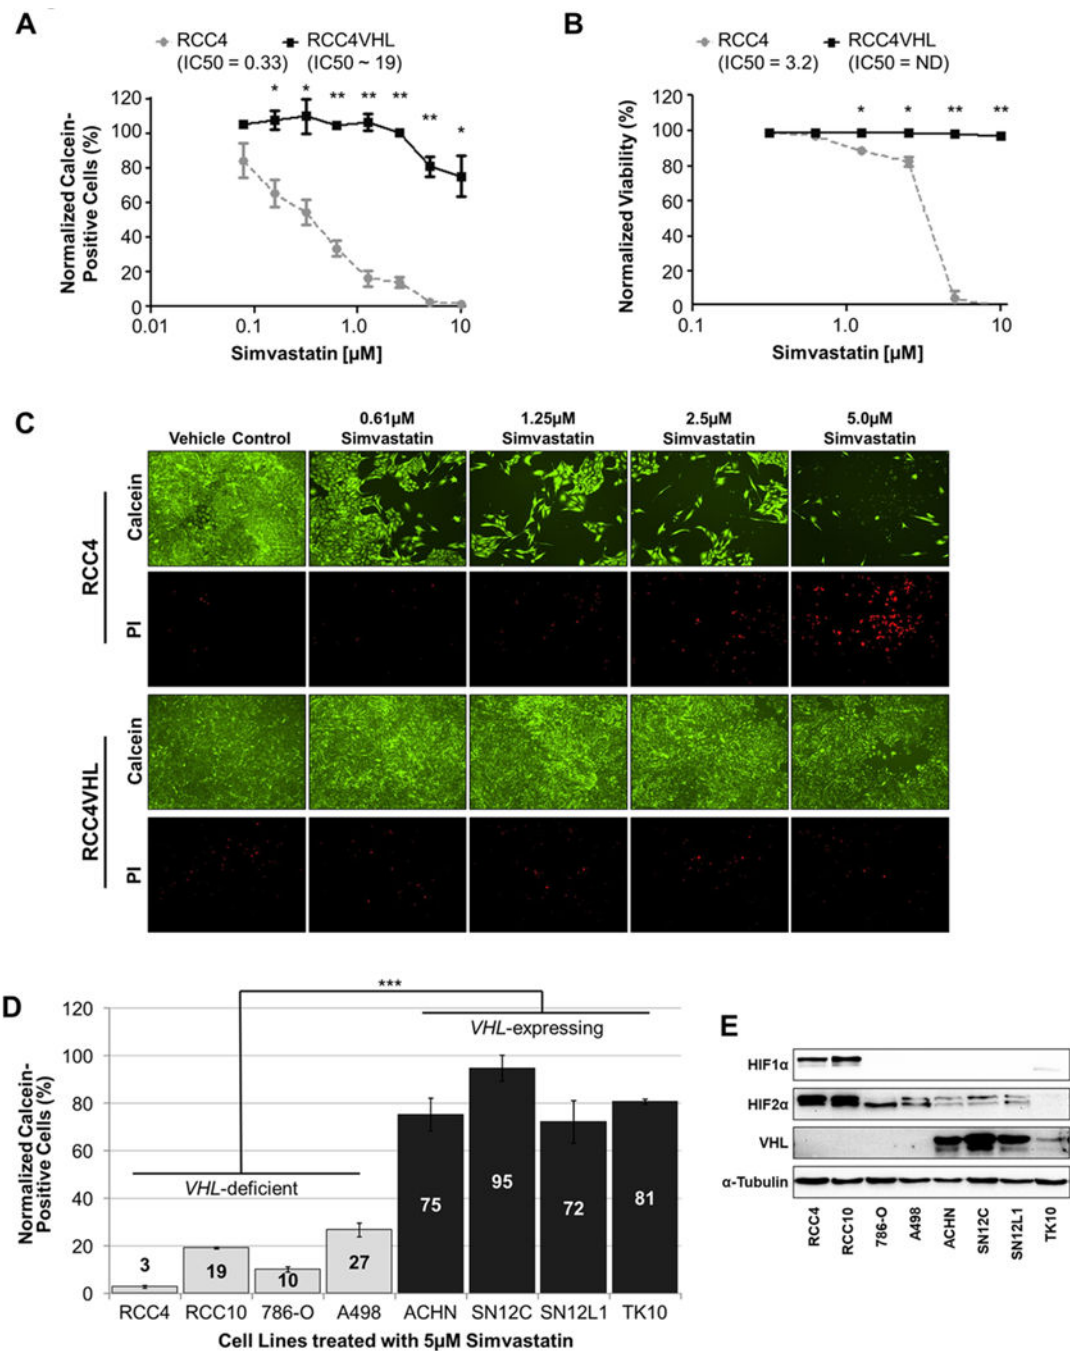 A
RCC4
(IC50 = 0.33)
RCC4VHL
(IC50 ~ 19)
* * ** ** ** ** *
Normalized Calcein-
Positive Cells (%)
120
100
80
60
40
20
0
0.01 0.1 1.0 10
Simvastatin [µM]
B
RCC4
(IC50 = 3.2)
RCC4VHL
(IC50 = ND)
* * ** **
Normalized Viability (%)
120
100
80
60
40
20
0
0.1 1.0 10
Simvastatin [µM]
C
Vehicle Control
0.61µM
Simvastatin
1.25µM
Simvastatin
2.5µM
Simvastatin
5.0µM
Simvastatin
RCC4
Calcein
PI
RCC4VHL
Calcein
PI
D
***
VHL-expressing
VHL-deficient
Normalized Calcein-
Positive Cells (%)
120
100
80
60
40
20
0
3 19 10 27 75 95 72 81
RCC4 RCC10 786-O A498 ACHN SN12C SN12L1 TK10
Cell Lines treated with 5µM Simvastatin
E
HIF1α
HIF2α
VHL
α-Tubulin
RCC4
RCC10
786-O
A498
ACHN
SN12C
SN12L1
TK10